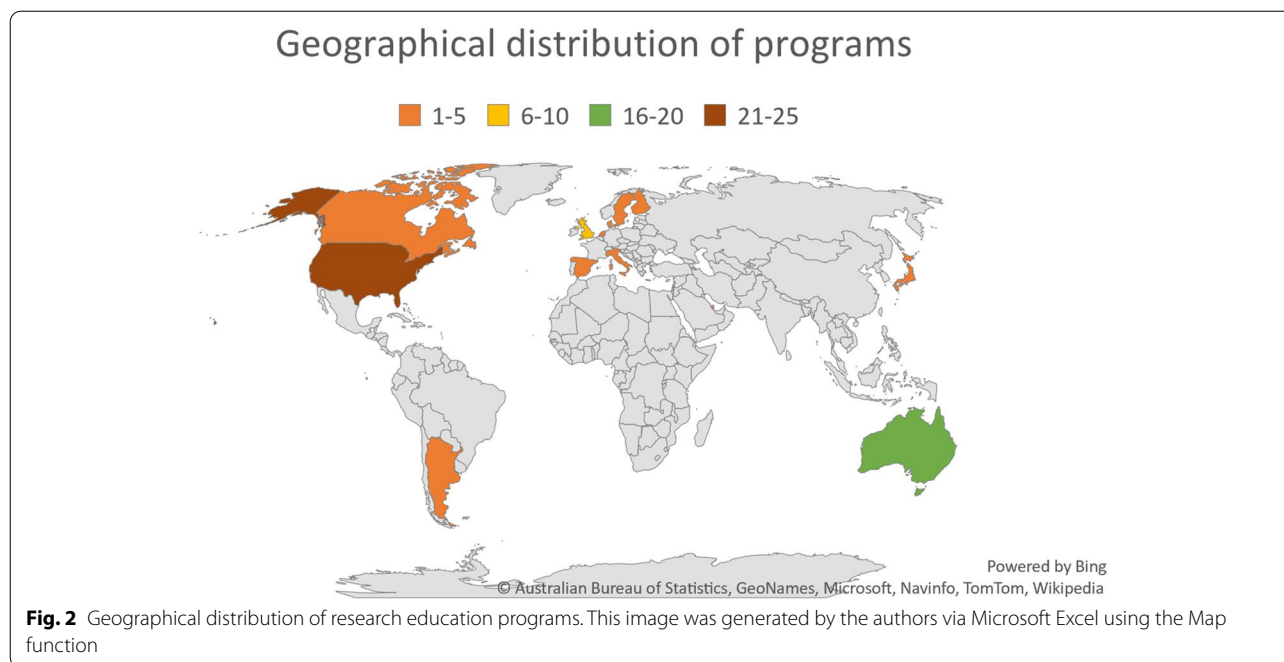 Geographical distribution of programs
1-5 6-10 16-20 21-25
Powered by Bing
© Australian Bureau of Statistics, GeoNames, Microsoft, Navinfo, TomTom, Wikipedia
Fig. 2 Geographical distribution of research education programs. This image was generated by the authors via Microsoft Excel using the Map
function